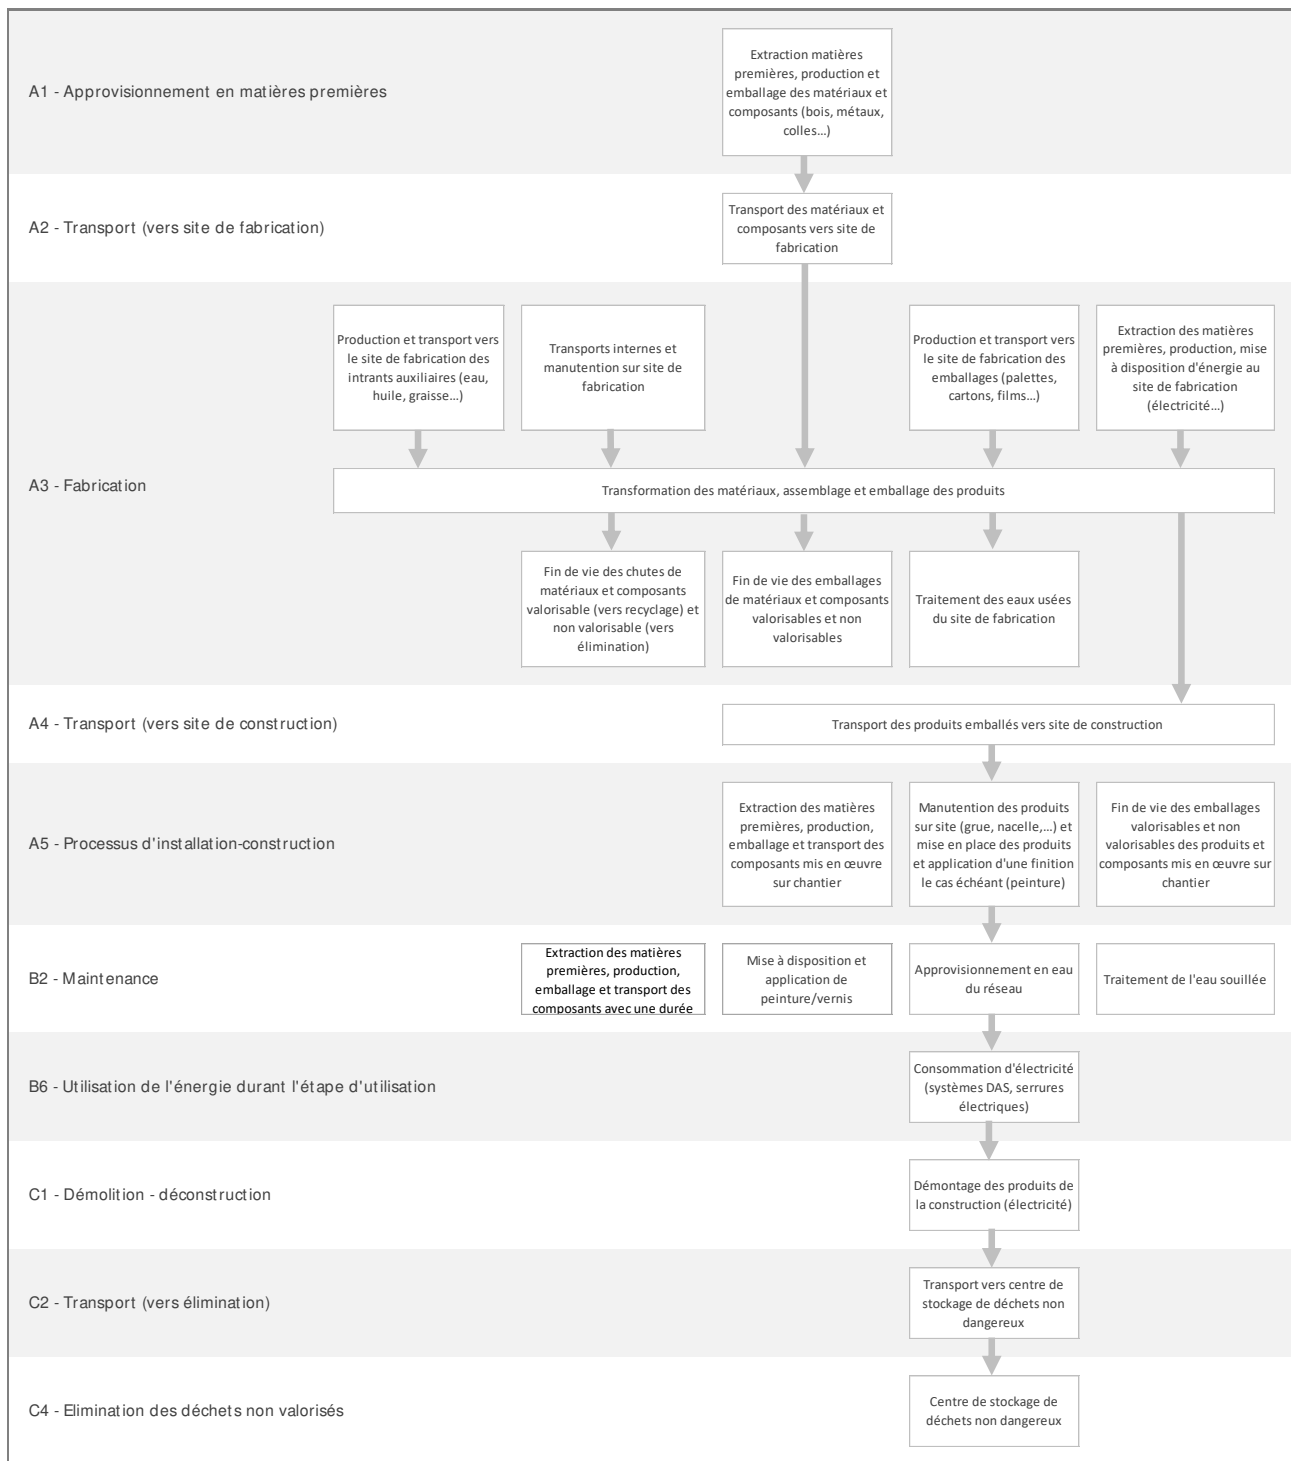 A1 - Approvisionnement en matières premières
Extraction matières
premières, production et
emballage des matériaux et
composants (bois, métaux,
colles…)
A2 - Transport (vers site de fabrication)
Transport des matériaux et
composants vers site de
fabrication
A3 - Fabrication
Production et transport vers
le site de fabrication des
intrants auxiliaires (eau,
huile, graisse…)
Transports internes et
manutention sur site de
fabrication
Production et transport vers
le site de fabrication des
emballages (palettes,
cartons, films…)
Extraction des matières
premières, production, mise
à disposition d'énergie au
site de fabrication
(électricité…)
Transformation des matériaux, assemblage et emballage des produits
Fin de vie des chutes de
matériaux et composants
valorisable (vers recyclage) et
non valorisable (vers
élimination)
Fin de vie des emballages
de matériaux et composants
valorisables et non
valorisables
Traitement des eaux usées
du site de fabrication
A4 - Transport (vers site de construction)
Transport des produits emballés vers site de construction
A5 - Processus d'installation-construction
Extraction des matières
premières, production,
emballage et transport des
composants mis en œuvre
sur chantier
Manutention des produits
sur site (grue, nacelle,…) et
mise en place des produits
et application d'une finition
le cas échéant (peinture)
Fin de vie des emballages
valorisables et non
valorisables des produits et
composants mis en œuvre sur
chantier
B2 - Maintenance
Extraction des matières
premières, production,
emballage et transport des
composants avec une durée
Mise à disposition et
application de
peinture/vernis
Approvisionnement en eau
du réseau
Traitement de l'eau souillée
B6 - Utilisation de l'énergie durant l'étape d'utilisation
Consommation d'électricité
(systèmes DAS, serrures
électriques)
C1 - Démolition - déconstruction
Démontage des produits de
la construction (électricité)
C2 - Transport (vers élimination)
Transport vers centre de
stockage de déchets non
dangereux
C4 - Elimination des déchets non valorisés
Centre de stockage de
déchets non dangereux